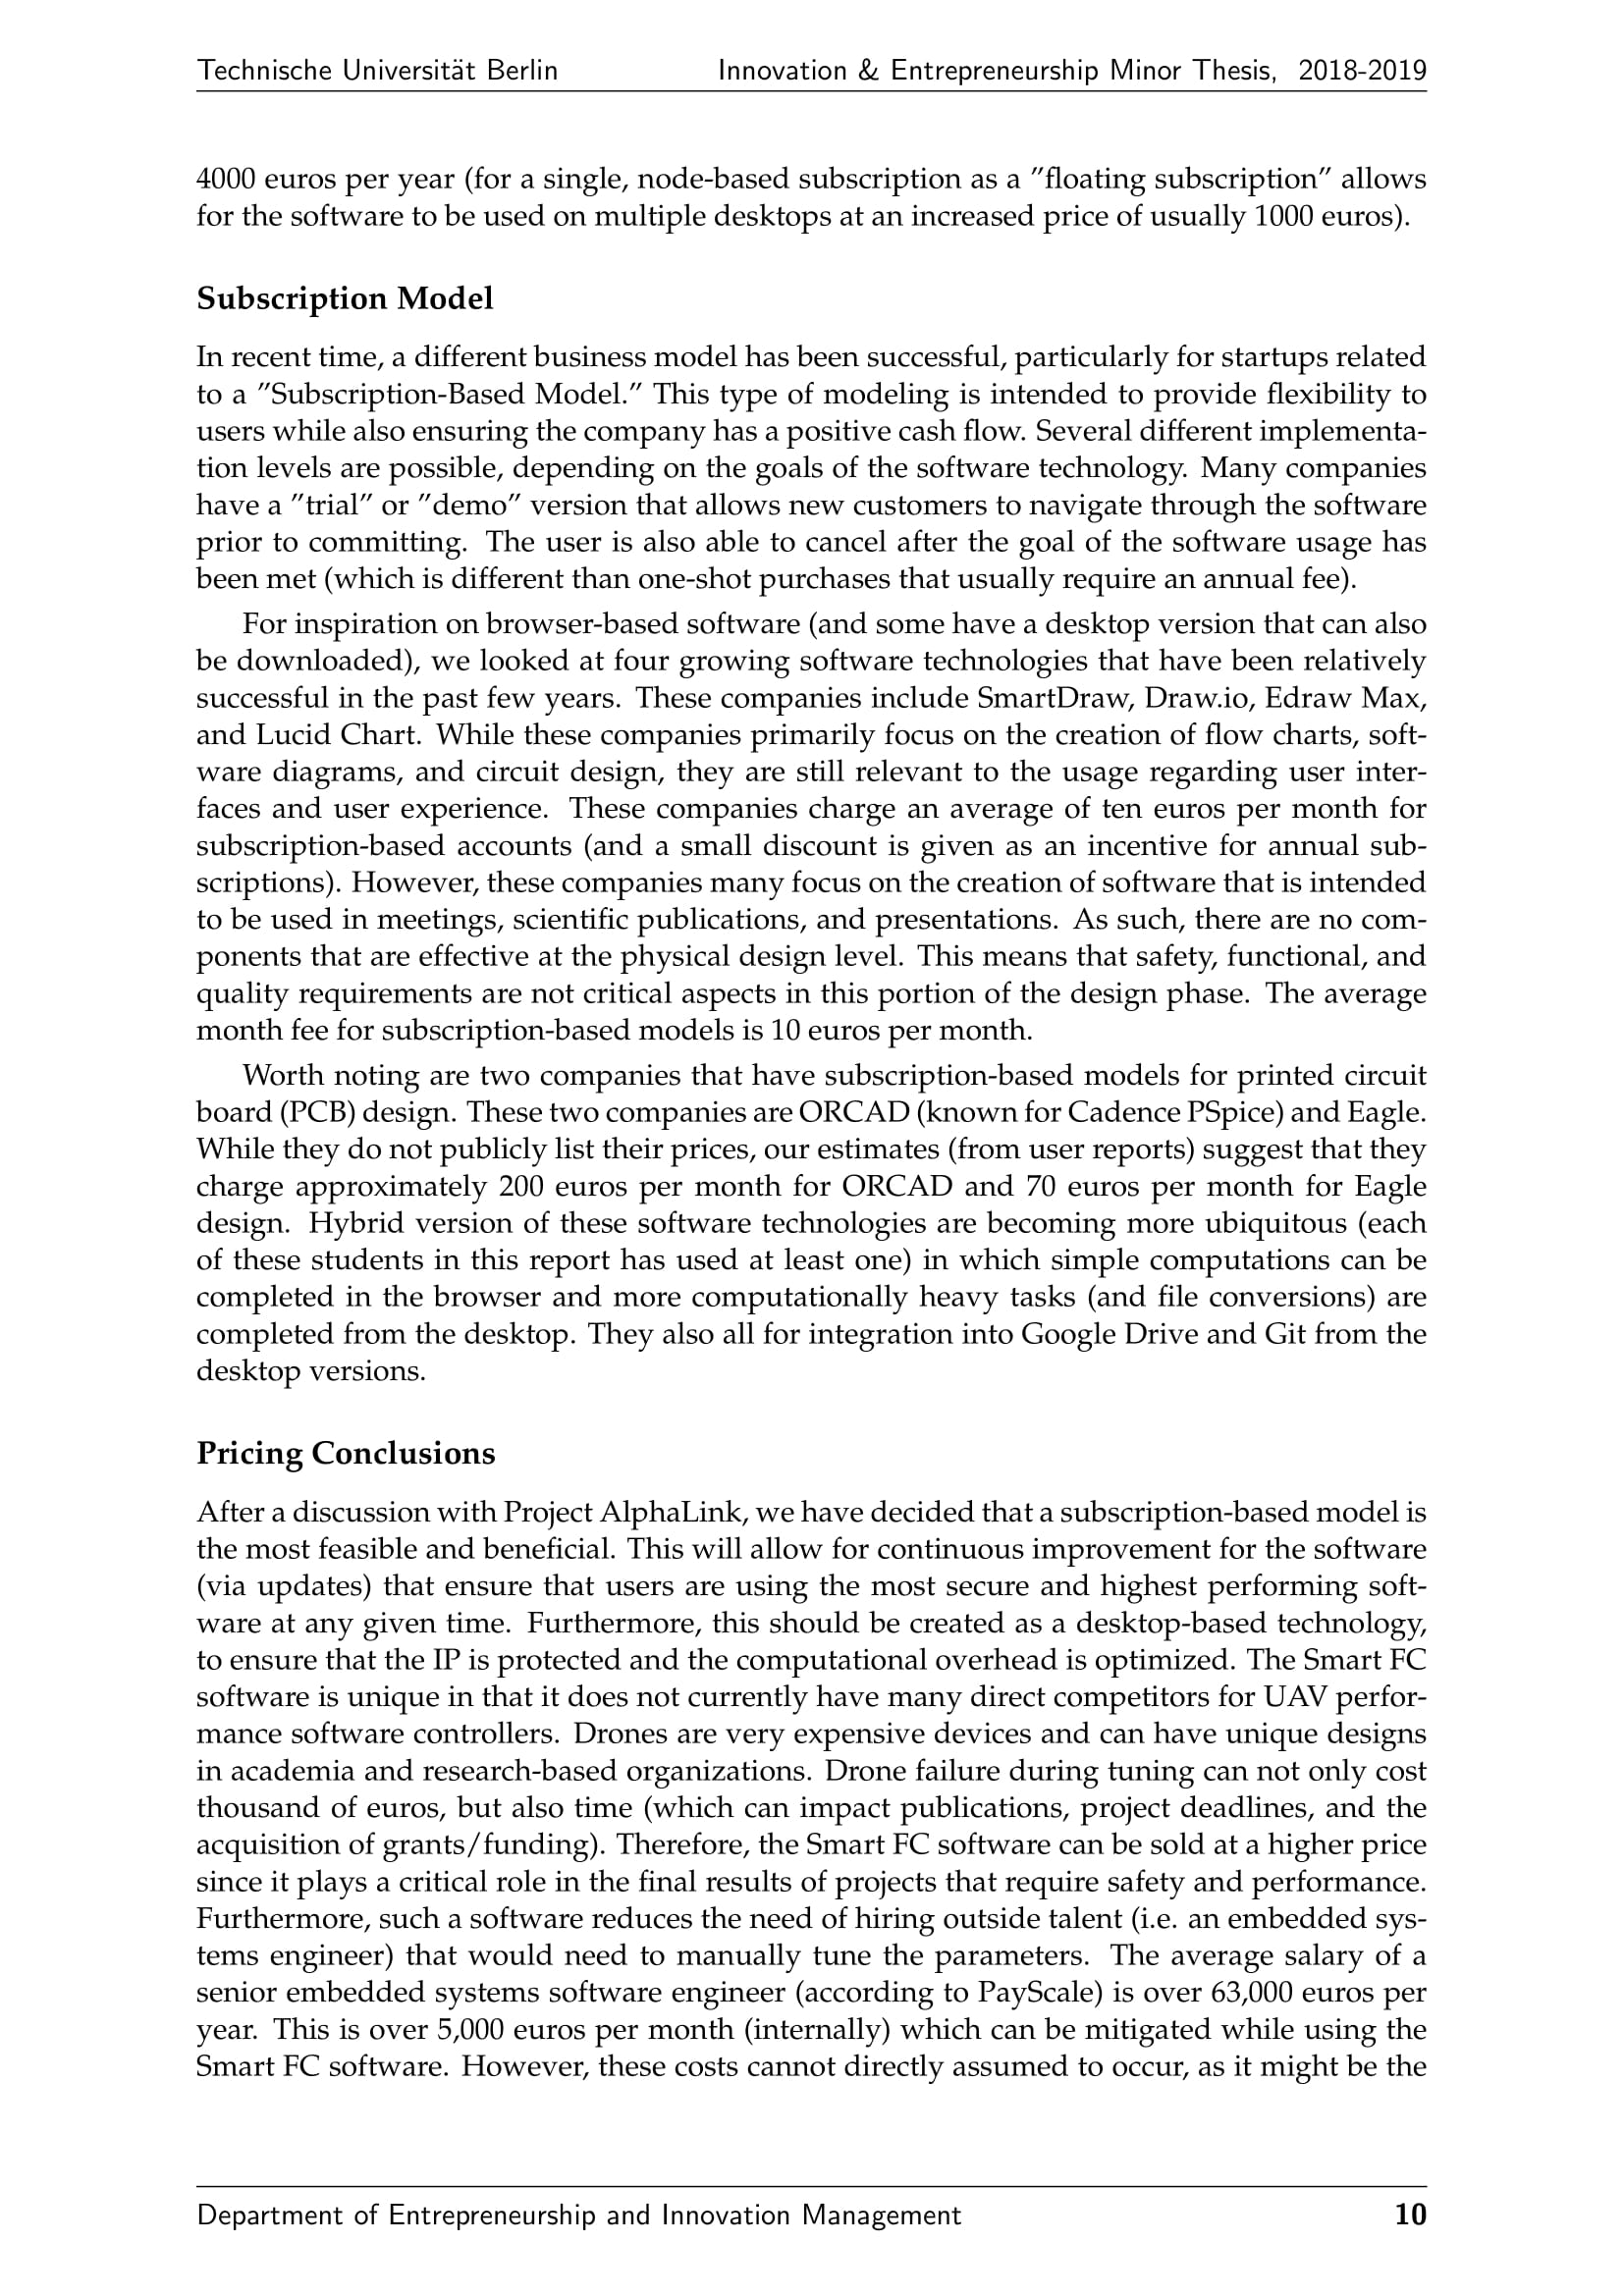 Technische Universität Berlin Innovation & Entrepreneurship Minor Thesis, 2018-2019
4000 euros per year (for a single, node-based subscription as a ”floating subscription” allows
for the software to be used on multiple desktops at an increased price of usually 1000 euros).
Subscription Model
In recent time, a different business model has been successful, particularly for startups related
to a ”Subscription-Based Model.” This type of modeling is intended to provide flexibility to
users while also ensuring the company has a positive cash flow. Several different implementa-
tion levels are possible, depending on the goals of the software technology. Many companies
have a ”trial” or ”demo” version that allows new customers to navigate through the software
prior to committing. The user is also able to cancel after the goal of the software usage has
been met (which is different than one-shot purchases that usually require an annual fee).
For inspiration on browser-based software (and some have a desktop version that can also
be downloaded), we looked at four growing software technologies that have been relatively
successful in the past few years. These companies include SmartDraw, Draw.io, Edraw Max,
and Lucid Chart. While these companies primarily focus on the creation of flow charts, soft-
ware diagrams, and circuit design, they are still relevant to the usage regarding user inter-
faces and user experience. These companies charge an average of ten euros per month for
subscription-based accounts (and a small discount is given as an incentive for annual sub-
scriptions). However, these companies many focus on the creation of software that is intended
to be used in meetings, scientific publications, and presentations. As such, there are no com-
ponents that are effective at the physical design level. This means that safety, functional, and
quality requirements are not critical aspects in this portion of the design phase. The average
month fee for subscription-based models is 10 euros per month.
Worth noting are two companies that have subscription-based models for printed circuit
board (PCB) design. These two companies are ORCAD (known for Cadence PSpice) and Eagle.
While they do not publicly list their prices, our estimates (from user reports) suggest that they
charge approximately 200 euros per month for ORCAD and 70 euros per month for Eagle
design. Hybrid version of these software technologies are becoming more ubiquitous (each
of these students in this report has used at least one) in which simple computations can be
completed in the browser and more computationally heavy tasks (and file conversions) are
completed from the desktop. They also all for integration into Google Drive and Git from the
desktop versions.
Pricing Conclusions
After a discussion with Project AlphaLink, we have decided that a subscription-based model is
the most feasible and beneficial. This will allow for continuous improvement for the software
(via updates) that ensure that users are using the most secure and highest performing soft-
ware at any given time. Furthermore, this should be created as a desktop-based technology,
to ensure that the IP is protected and the computational overhead is optimized. The Smart FC
software is unique in that it does not currently have many direct competitors for UAV perfor-
mance software controllers. Drones are very expensive devices and can have unique designs
in academia and research-based organizations. Drone failure during tuning can not only cost
thousand of euros, but also time (which can impact publications, project deadlines, and the
acquisition of grants/funding). Therefore, the Smart FC software can be sold at a higher price
since it plays a critical role in the final results of projects that require safety and performance.
Furthermore, such a software reduces the need of hiring outside talent (i.e. an embedded sys-
tems engineer) that would need to manually tune the parameters. The average salary of a
senior embedded systems software engineer (according to PayScale) is over 63,000 euros per
year. This is over 5,000 euros per month (internally) which can be mitigated while using the
Smart FC software. However, these costs cannot directly assumed to occur, as it might be the
Department of Entrepreneurship and Innovation Management 10